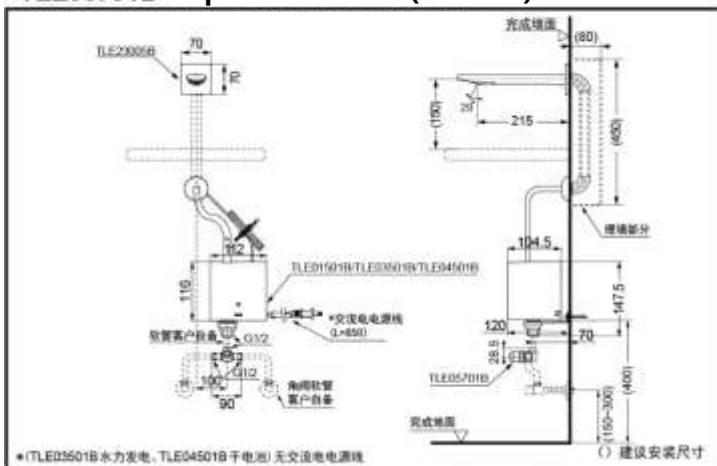 70
TLE23005B
70
112
116
TLE01501B/TLE03501B/TLE04501B
*交流电电源线
(L=850)
软管客户自备
G1/2
G1/2
100
90
角阀软管
客户自备
完成墙面
(80)
(150)
215
(450)
埋墙部分
104.5
147.5
120
70
28.5
TLE05701B
(400)
(150~300)
完成地面
*(TLE03501B水力发电、TLE04501B干电池)无交流电电源线
()建议安装尺寸